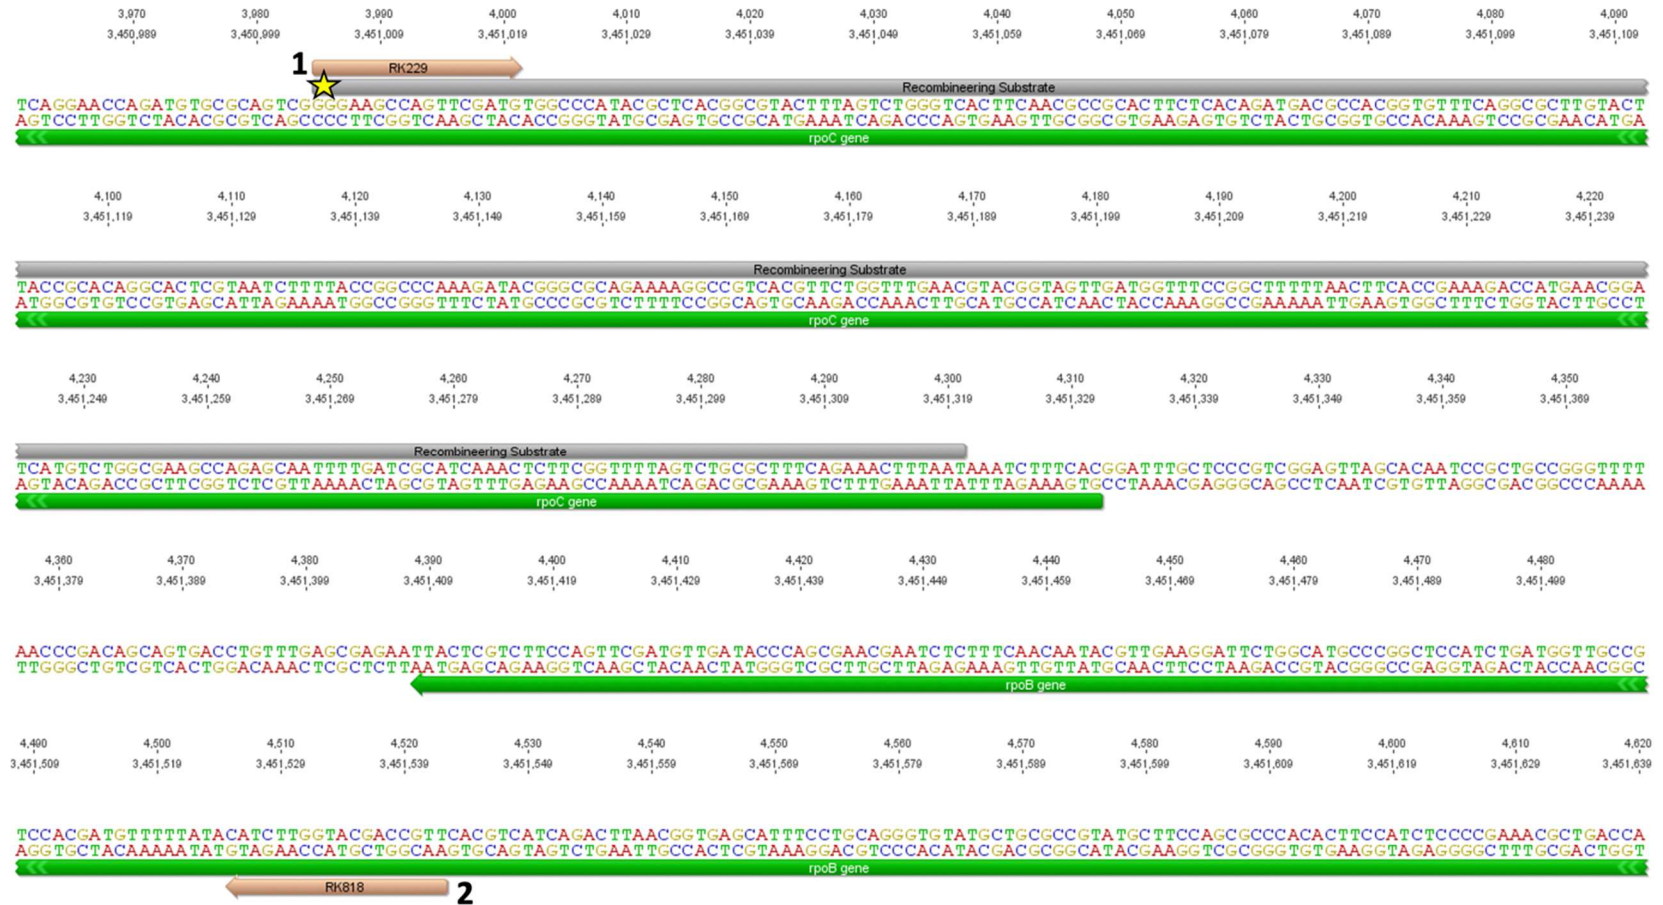 3,970 3,980 3,990 4,000 4,010 4,020 4,030 4,040 4,050 4,060 4,070 4,080 4,090
3,450,989 3,450,999 3,451,009 3,451,019 3,451,029 3,451,039 3,451,049 3,451,059 3,451,069 3,451,079 3,451,089 3,451,099 3,451,109
1 RK229
Recombineering Substrate
TCAGGAACCAGATGTGCGCAGTCGGGGAAGCCAGTTCGATGTGGCCCATACGCTCACGGCGTACTTTAGTCTGGGTCACTTCAACGCCGCACTTCTCACAGATGACGCCACGGTGTTTCAGGCGCTTGTACT
AGTCCTTGGTCTACACGCGTCAGCCCCTTCGGTCAAGCTACACCGGGTATGCGAGTGCCGCATGAAATCAGACCCAGTGAAGTTGCGGCGTGAAGAGTGTCTACTGCGGTGCCACAAAGTCCGCGAACATGA
rpoC gene
4,100 4,110 4,120 4,130 4,140 4,150 4,160 4,170 4,180 4,190 4,200 4,210 4,220
3,451,119 3,451,129 3,451,139 3,451,149 3,451,159 3,451,169 3,451,179 3,451,189 3,451,199 3,451,209 3,451,219 3,451,229 3,451,239
Recombineering Substrate
TACCGCACAGGCACTCGTAATCTTTTACCGGCCCAAAGATACGGGCGCAGAAAAGGCCGTCACGTTCTGGTTTGAACGTACGGTAGTTGATGGTTTCCGGCTTTTTAACTTCACCGAAAGACCATGAACGGA
ATGGCGTGTCCGTGAGCATTAGAAAATGGCCGGGTTTCTATGCCCGCGTCTTTTCCGGCAGTGCAAGACCAAACTTGCATGCCATCAACTACCAAAGGCCGAAAAATTGAAGTGGCTTTCTGGTACTTGCCT
rpoC gene
4,230 4,240 4,250 4,260 4,270 4,280 4,290 4,300 4,310 4,320 4,330 4,340 4,350
3,451,249 3,451,259 3,451,269 3,451,279 3,451,289 3,451,299 3,451,309 3,451,319 3,451,329 3,451,339 3,451,349 3,451,359 3,451,369
Recombineering Substrate
TCATGTCTGGCGAAGCCAGAGCAATTTTGATCGCATCAAACTCTTCGGTTTTAGTCTGCGCTTTCAGAAACTTTAATAAATCTTTCACGGATTTGCTCCCGTCGGAGTTAGCACAATCCGCTGCCGGGTTTT
AGTACAGACCGCTTCGGTCTCGTTAAAACTAGCGTAGTTTGAGAAGCCAAAATCAGACGCGAAAGTCTTTGAAATTATTTAGAAAGTGCCTAAACGAGGGCAGCCTCAATCGTGTTAGGCGACGGCCCAAAA
rpoC gene
4,360 4,370 4,380 4,390 4,400 4,410 4,420 4,430 4,440 4,450 4,460 4,470 4,480
3,451,379 3,451,389 3,451,399 3,451,409 3,451,419 3,451,429 3,451,439 3,451,449 3,451,459 3,451,469 3,451,479 3,451,489 3,451,499
AACCCGACAGCAGTGACCTGTTTGAGCGAGAATTACTCGTCTTCCAGTTCGATGTTGATACCCAGCGAACGAATCTCTTTCAACAATACGTTGAAGGATTCTGGCATGCCCGGCTCCATCTGATGGTTGCCG
TTGGGCTGTCGTCACTGGACAAACTCGCTCTTAATGAGCAGAAGGTCAAGCTACAACTATGGGTCGCTTGCTTAGAGAAAGTTGTTATGCAACTTCCTAAGACCGTACGGGCCGAGGTAGACTACCAACGGC
rpoB gene
4,490 4,500 4,510 4,520 4,530 4,540 4,550 4,560 4,570 4,580 4,590 4,600 4,610 4,620
3,451,509 3,451,519 3,451,529 3,451,539 3,451,549 3,451,559 3,451,569 3,451,579 3,451,589 3,451,599 3,451,609 3,451,619 3,451,629 3,451,639
TCCACGATGTTTTTATACATCTTGGTACGACCGTTCACGTCATCAGACTTAACGGTGAGCATTTCCTGCAGGGTGTATGCTGCGCCGTATGCTTCCAGCGCCCACACTTCCATCTCCCCGAAACGCTGACCA
AGGTGCTACAAAAATATGTAGAACCATGCTGGCAAGTGCAGTAGTCTGAATTGCCACTCGTAAAGGACGTCCCACATACGACGCGGCATACGAAGGTCGCGGGTGTGAAGGTAGAGGGGCTTTGCGACTGGT
rpoB gene
RK818 2